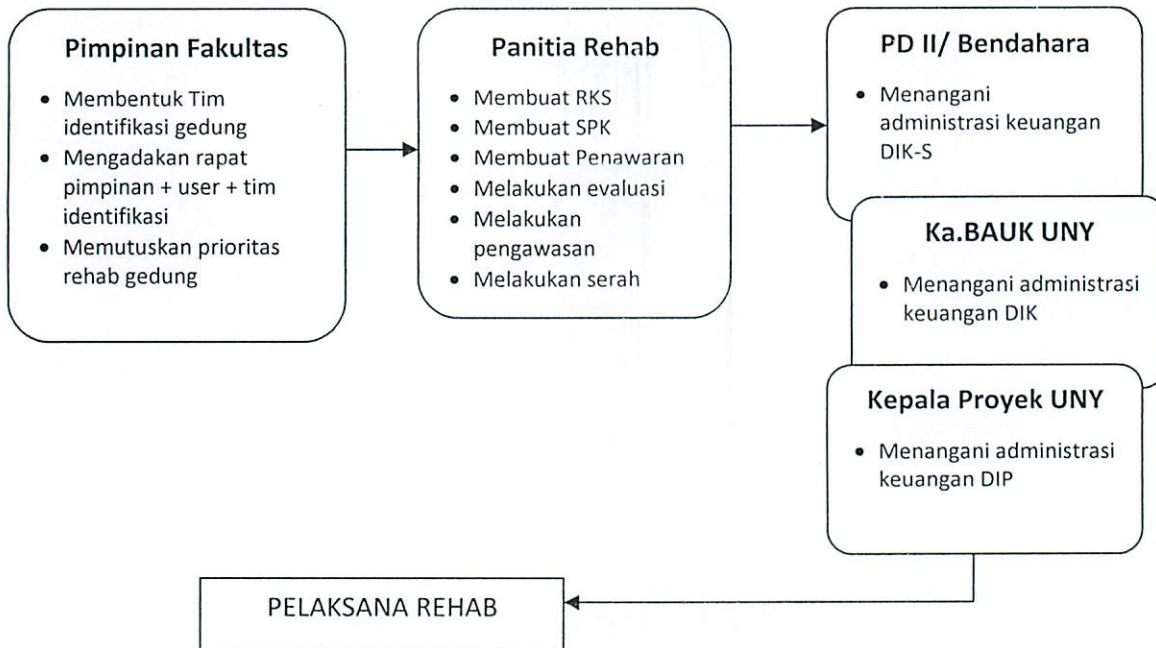 Pimpinan Fakultas
• Membentuk Tim
identifikasi gedung
• Mengadakan rapat
pimpinan + user + tim
identifikasi
• Memutuskan prioritas
rehab gedung
Panitia Rehab
• Membuat RKS
• Membuat SPK
• Membuat Penawaran
• Melakukan evaluasi
• Melakukan
pengawasan
• Melakukan serah
PD II/ Bendahara
• Menangani
administrasi keuangan
DIK-S
Ka.BAUK UNY
• Menangani administrasi
keuangan DIK
Kepala Proyek UNY
• Menangani administrasi
keuangan DIP
PELAKSANA REHAB